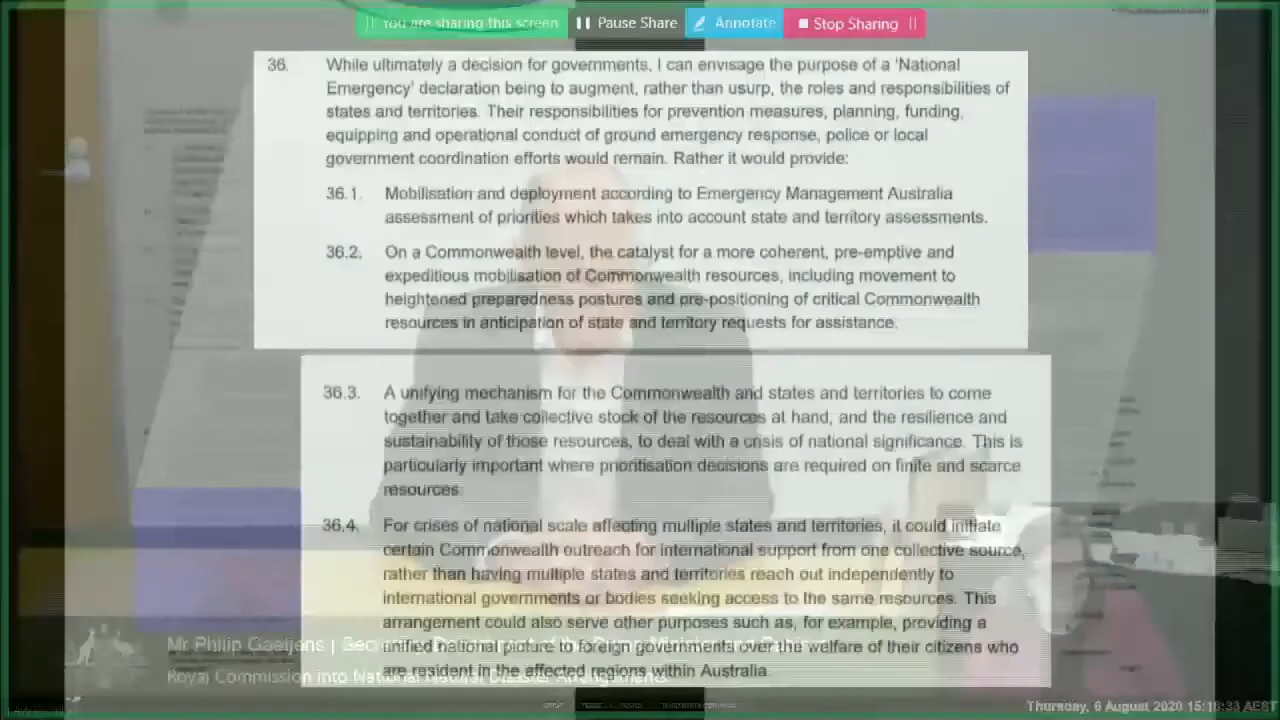 You are sharing this screen
Pause Share
Annotate
Stop Sharing
36. While ultimately a decision for governments, I can envisage the purpose of a 'National
Emergency' declaration being to augment, rather than usurp, the roles and responsibilities of
states and territories. Their responsibilities for prevention measures, planning, funding,
equipping and operational conduct of ground emergency response, police or local
government coordination efforts would remain. Rather it would provide:
36.1. Mobilisation and deployment according to Emergency Management Australia
assessment of priorities which takes into account state and territory assessments.
36.2. On a Commonwealth level, the catalyst for a more coherent, pre-emptive and
expeditious mobilisation of Commonwealth resources, including movement to
heightened preparedness postures and pre-positioning of critical Commonwealth
resources in anticipation of state and territory requests for assistance.
36.3. A unifying mechanism for the Commonwealth and states and territories to come
together and take collective stock of the resources at hand, and the resilience and
sustainability of those resources, to deal with a crisis of national significance. This is
particularly important where prioritisation decisions are required on finite and scarce
resources.
36.4. For crises of national scale affecting multiple states and territories, it could initiate
certain Commonwealth outreach for international support from one collective source,
rather than having multiple states and territories reach out independently to
international governments or bodies seeking access to the same resources. This
arrangement could also serve other purposes such as, for example, providing a
unified national picture to foreign governments over the welfare of their citizens who
are resident in the affected regions within Australia.
Mr Philip Gaetjens | Secretary, Department of the Prime Minister and Cabinet
Royal Commission into National Natural Disaster Arrangements
Thursday, 6 August 2020 15:18:33 AEST